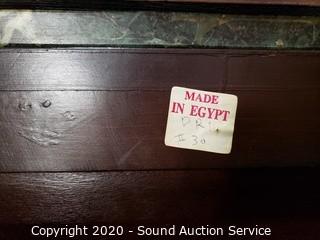 MADE
IN EGYPT
Copyright 2020 - Sound Auction Service